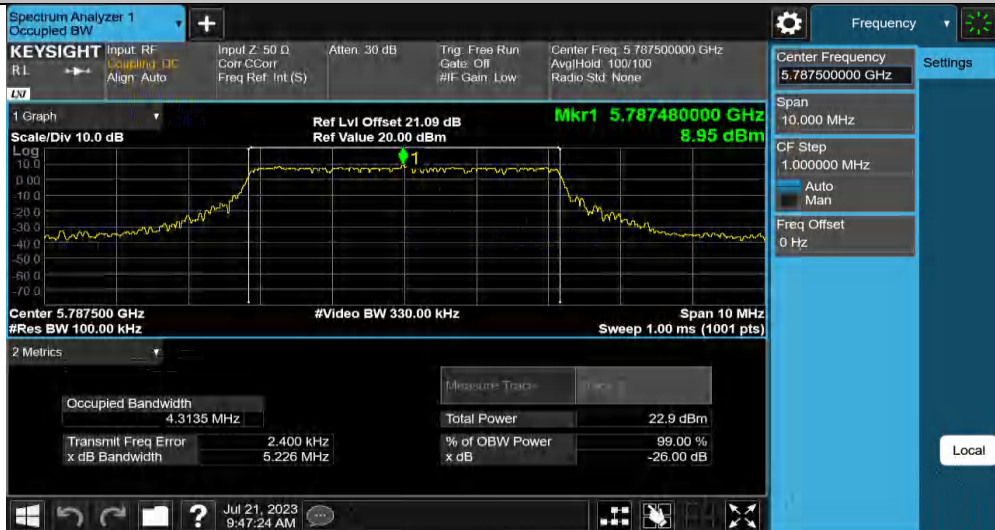 Spectrum Analyzer 1
Occupied BW
Frequency
KEYSIGHT
RL
LXI
Input: RF
Coupling: DC
Align: Auto
Input Z: 50 Ω
Corr CCorr
Freq Ref: Int (S)
Atten: 30 dB
Trig: Free Run
Gate: Off
#IF Gain: Low
Center Freq: 5.787500000 GHz
Avg|Hold: 100/100
Radio Std: None
Center Frequency
5.787500000 GHz
Settings
Span
10.000 MHz
CF Step
1.000000 MHz
Auto
Man
Freq Offset
0 Hz
1 Graph
Scale/Div 10.0 dB
Ref Lvl Offset 21.09 dB
Ref Value 20.00 dBm
Mkr1 5.787480000 GHz
8.95 dBm
Log
10.0
0.00
-10.0
-20.0
-30.0
-40.0
-50.0
-60.0
-70.0
1
Center 5.787500 GHz
#Res BW 100.00 kHz
#Video BW 330.00 kHz
Span 10 MHz
Sweep 1.00 ms (1001 pts)
2 Metrics
Measure Trace
Occupied Bandwidth
4.3135 MHz
Total Power 22.9 dBm
Transmit Freq Error 2.400 kHz
% of OBW Power 99.00 %
x dB Bandwidth 5.226 MHz
x dB -26.00 dB
Local
?
Jul 21, 2023
9:47:24 AM